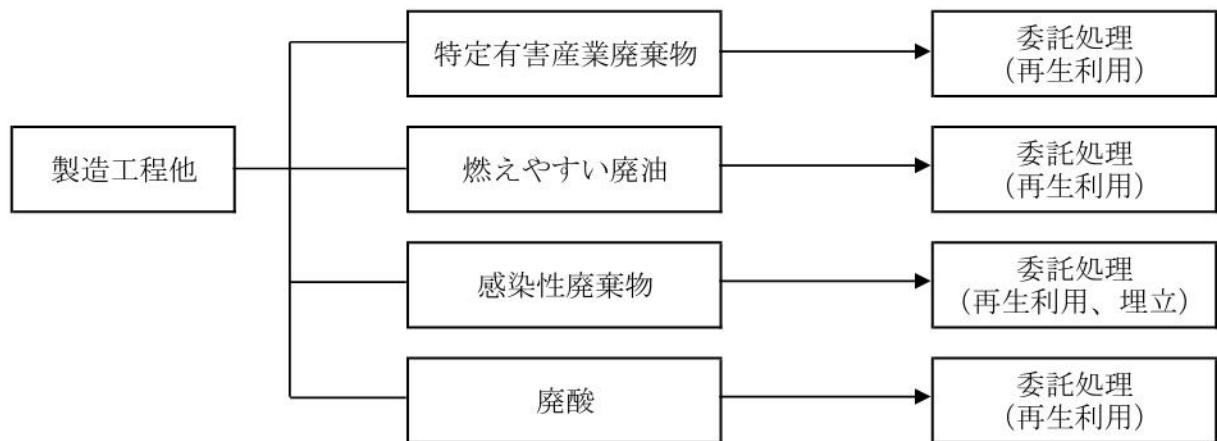 特定有害産業廃棄物
委託処理
（再生利用）
製造工程他
燃えやすい廃油
委託処理
（再生利用）
感染性廃棄物
委託処理
（再生利用、埋立）
廃酸
委託処理
（再生利用）